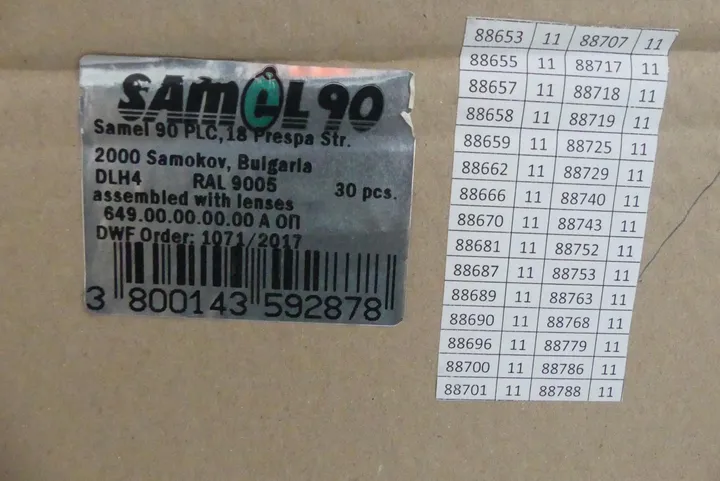 SAMEL 90
Samel 90 PLC, 18 Prespa Str.
2000 Samokov, Bulgaria
DLH4 RAL 9005 30 pcs.
assembled with lenses
649.00.00.00.00 А ОП
DWF Order: 1071/2017
3 800143 592878
88653 11 88707 11
88655 11 88717 11
88657 11 88718 11
88658 11 88719 11
88659 11 88725 11
88662 11 88729 11
88666 11 88740 11
88670 11 88743 11
88681 11 88752 11
88687 11 88753 11
88689 11 88763 11
88690 11 88768 11
88696 11 88779 11
88700 11 88786 11
88701 11 88788 11